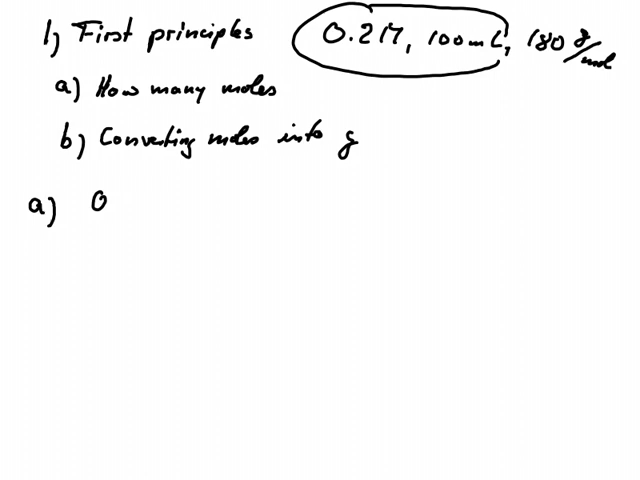 1) First principles 0.2M, 100mL, 180 g/mol
a) How many moles
b) Converting moles into g
a) 0